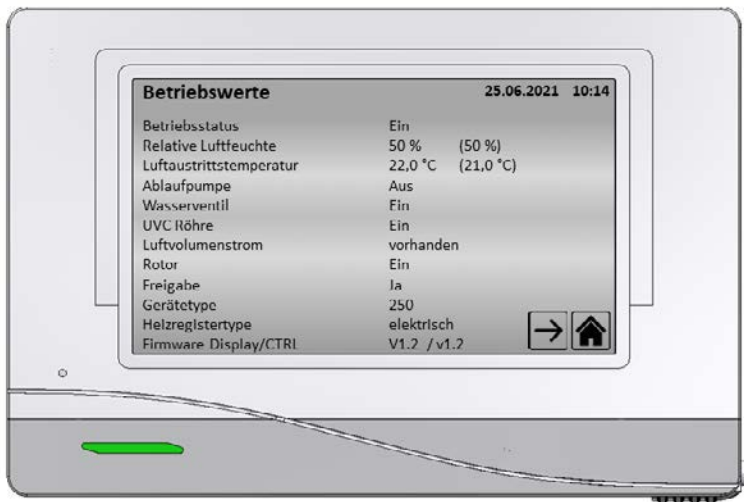 Betriebswerte 25.06.2021 10:14
Betriebsstatus Ein
Relative Luftfeuchte 50 % (50 %)
Luftaustrittstemperatur 22,0 °C (21,0 °C)
Ablaufpumpe Aus
Wasserventil Ein
UVC Röhre Ein
Luftvolumenstrom vorhanden
Rotor Ein
Freigabe Ja
Gerätetype 250
Heizregistertype elektrisch
Firmware Display/CTRL V1.2 / v1.2